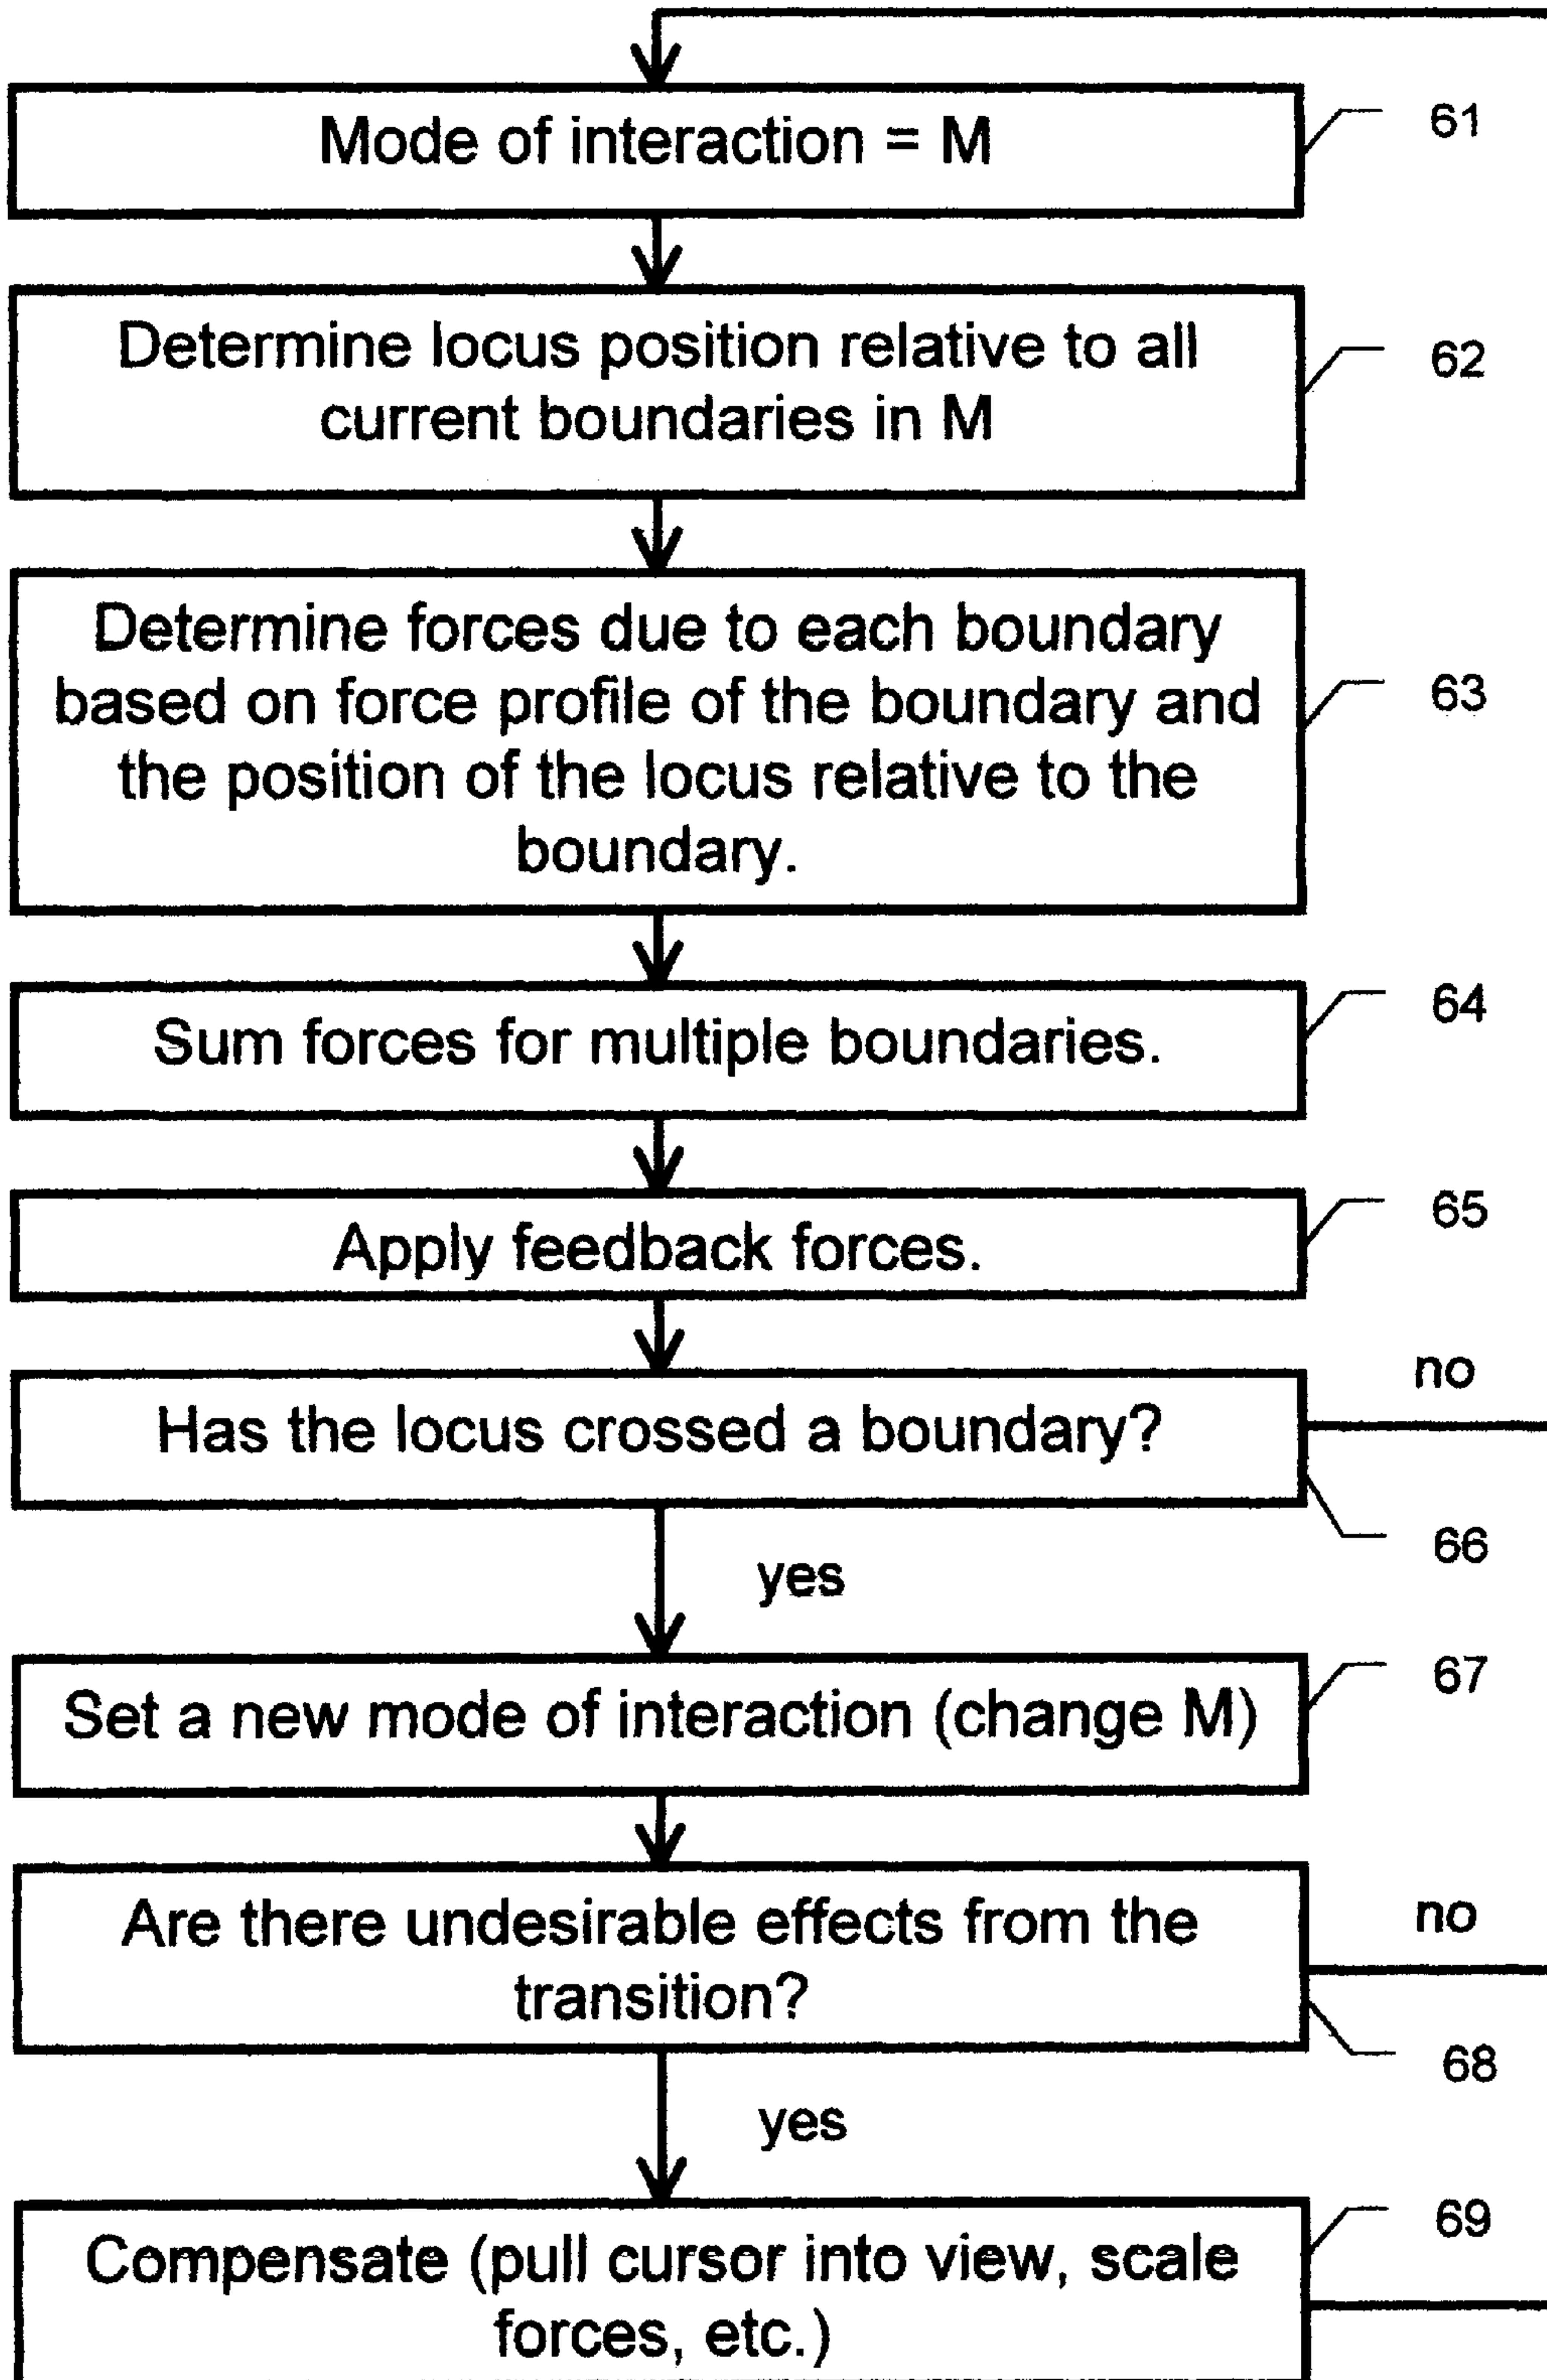 Mode of interaction = M
61
Determine locus position relative to all
current boundaries in M
62
Determine forces due to each boundary
based on force profile of the boundary and
the position of the locus relative to the
boundary.
63
Sum forces for multiple boundaries.
64
Apply feedback forces.
65
Has the locus crossed a boundary?
no
66
yes
Set a new mode of interaction (change M)
67
Are there undesirable effects from the
transition?
no
68
yes
Compensate (pull cursor into view, scale
forces, etc.)
69